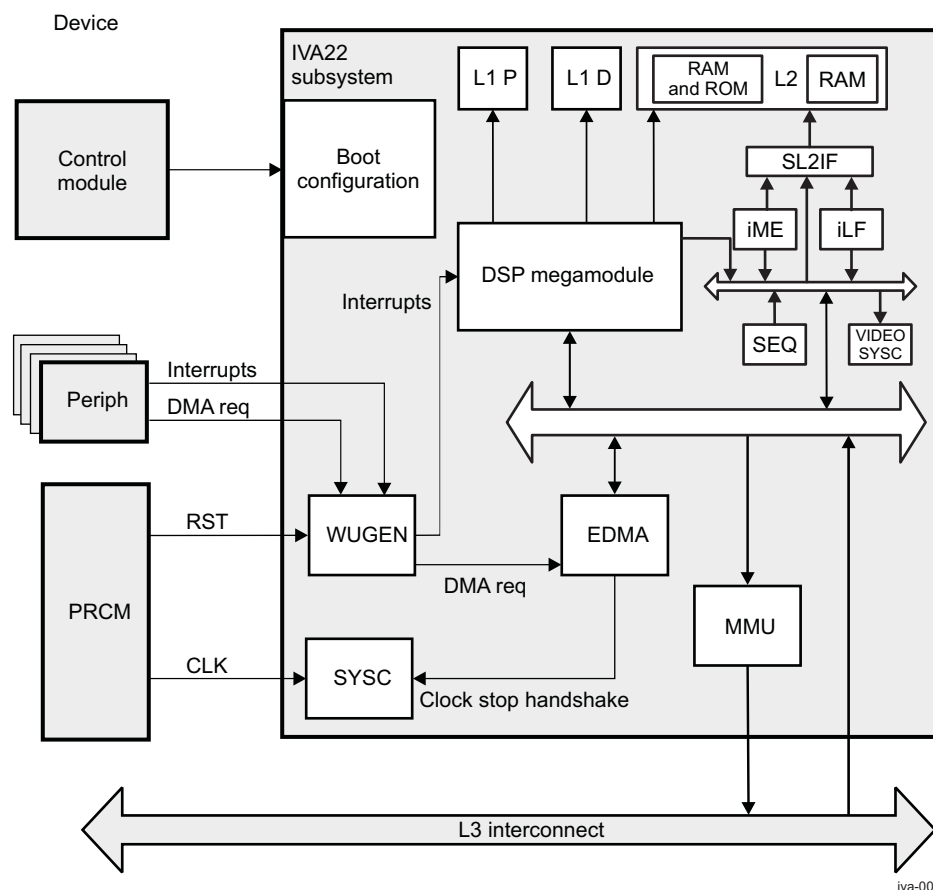 Device
IVA22
subsystem
L1 P
L1 D
RAM
and ROM
L2
RAM
Control
module
Boot
configuration
SL2IF
iME
iLF
DSP megamodule
Interrupts
SEQ
VIDEO
SYSC
Periph
Interrupts
DMA req
PRCM
RST
WUGEN
DMA req
EDMA
MMU
CLK
SYSC
Clock stop handshake
L3 interconnect
iva-00